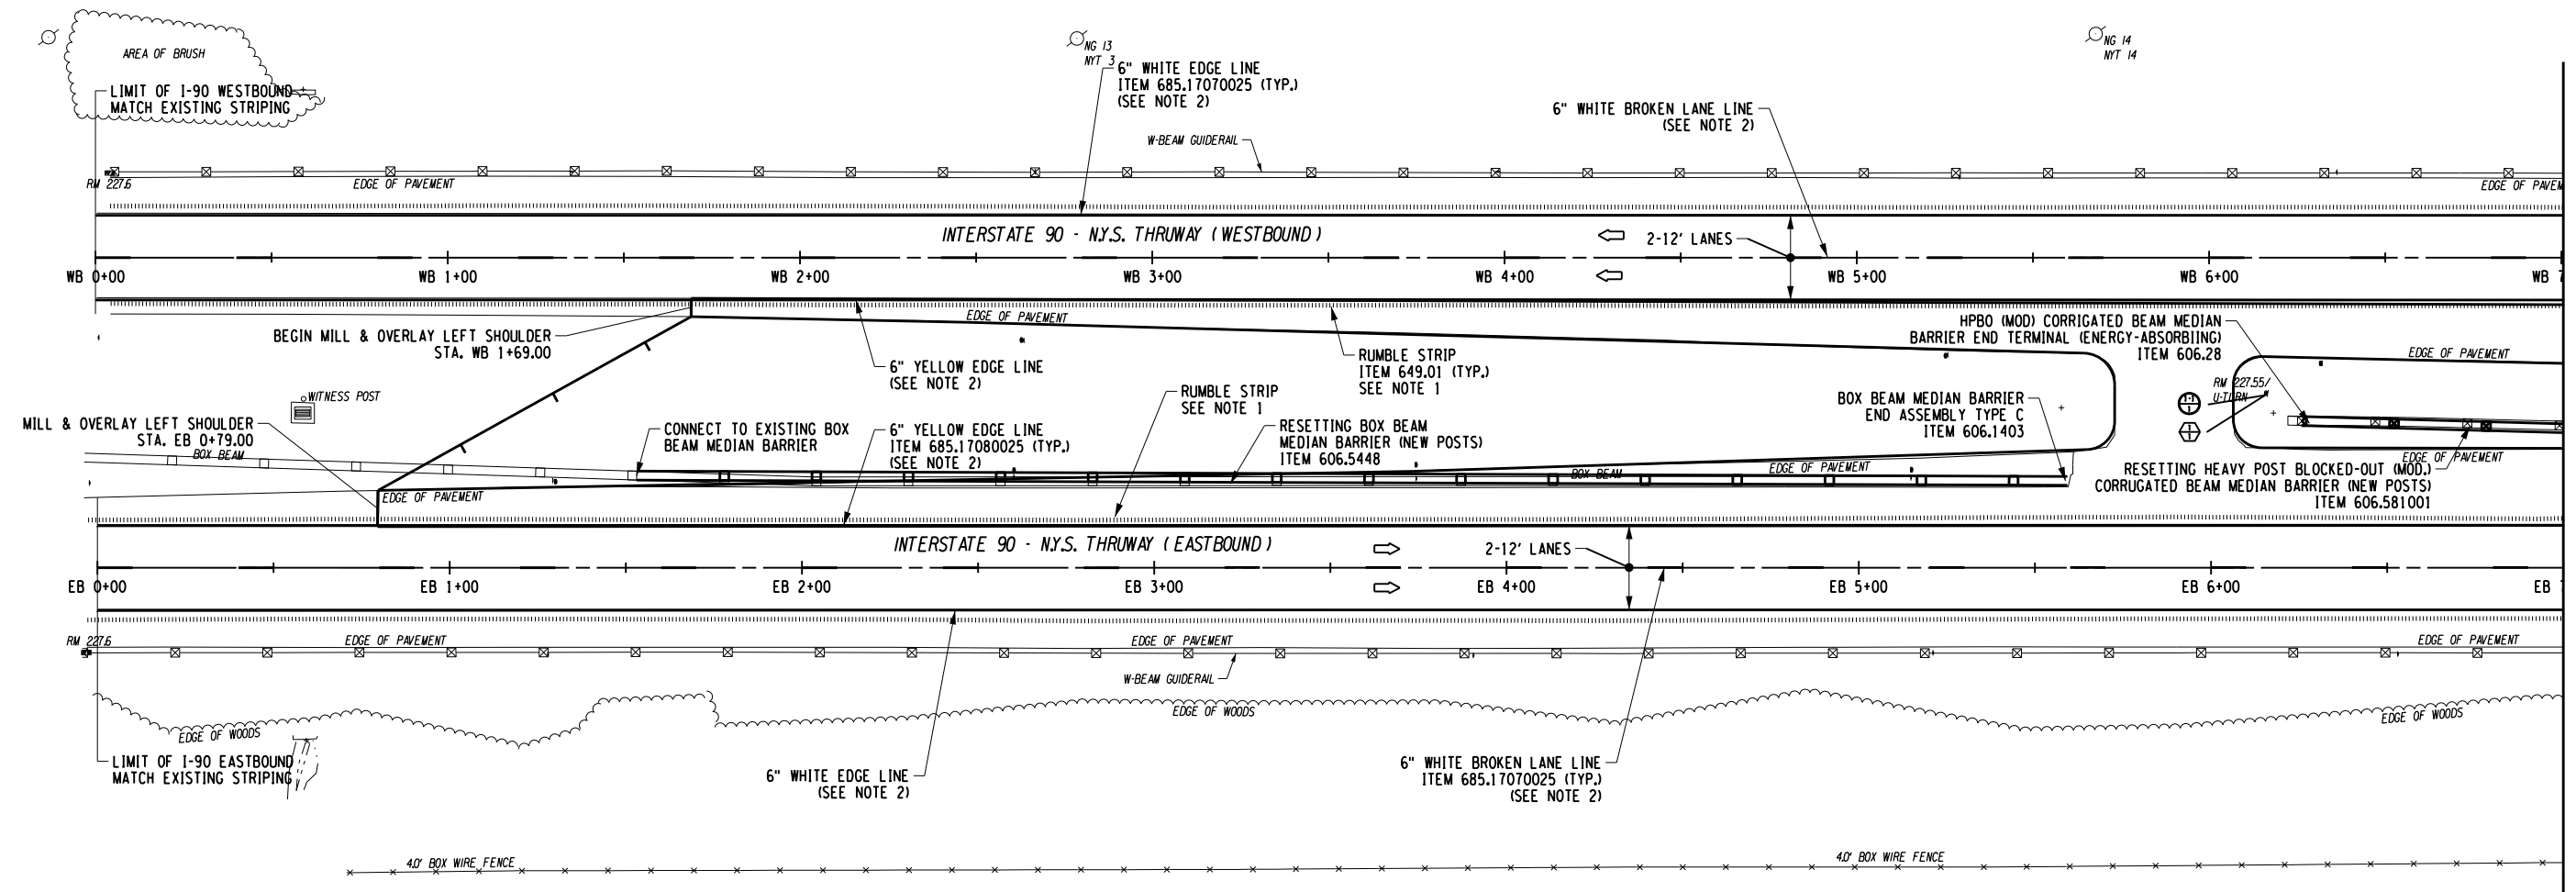 AREA OF BRUSH
LIMIT OF I-90 WESTBOUND
MATCH EXISTING STRIPING
NG 13
NYT 3
6" WHITE EDGE LINE
ITEM 685.17070025 (TYP.)
(SEE NOTE 2)
W-BEAM GUIDERAIL
6" WHITE BROKEN LANE LINE
(SEE NOTE 2)
NG 14
NYT 14
RM 227.6
EDGE OF PAVEMENT
EDGE OF PAVEM
INTERSTATE 90 - N.Y.S. THRUWAY (WESTBOUND)
2-12' LANES
WB 0+00
WB 1+00
WB 2+00
WB 3+00
WB 4+00
WB 5+00
WB 6+00
WB 7
BEGIN MILL & OVERLAY LEFT SHOULDER
STA. WB 1+69.00
EDGE OF PAVEMENT
6" YELLOW EDGE LINE
(SEE NOTE 2)
RUMBLE STRIP
ITEM 649.01 (TYP.)
SEE NOTE 1
HPBO (MOD) CORRIGATED BEAM MEDIAN
BARRIER END TERMINAL (ENERGY-ABSORBIING)
ITEM 606.28
EDGE OF PAVEMENT
WITNESS POST
MILL & OVERLAY LEFT SHOULDER
STA. EB 0+79.00
BOX BEAM
CONNECT TO EXISTING BOX
BEAM MEDIAN BARRIER
6" YELLOW EDGE LINE
ITEM 685.17080025 (TYP.)
(SEE NOTE 2)
RUMBLE STRIP
SEE NOTE 1
RESETTING BOX BEAM
MEDIAN BARRIER (NEW POSTS)
ITEM 606.5448
BOX BEAM MEDIAN BARRIER
END ASSEMBLY TYPE C
ITEM 606.1403
RM 227.55/
U-TURN
EDGE OF PAVEMENT
BOX BEAM
EDGE OF PAVEMENT
EDGE OF PAVEMENT
RESETTING HEAVY POST BLOCKED-OUT (MOD.)
CORRUGATED BEAM MEDIAN BARRIER (NEW POSTS)
ITEM 606.581001
INTERSTATE 90 - N.Y.S. THRUWAY (EASTBOUND)
2-12' LANES
EB 0+00
EB 1+00
EB 2+00
EB 3+00
EB 4+00
EB 5+00
EB 6+00
EB
RM 227.6
EDGE OF PAVEMENT
EDGE OF PAVEMENT
EDGE OF PAVEMENT
W-BEAM GUIDERAIL
EDGE OF WOODS
EDGE OF WOODS
EDGE OF WOODS
LIMIT OF I-90 EASTBOUND
MATCH EXISTING STRIPING
6" WHITE EDGE LINE
(SEE NOTE 2)
6" WHITE BROKEN LANE LINE
ITEM 685.17070025 (TYP.)
(SEE NOTE 2)
4.0' BOX WIRE FENCE
4.0' BOX WIRE FENCE